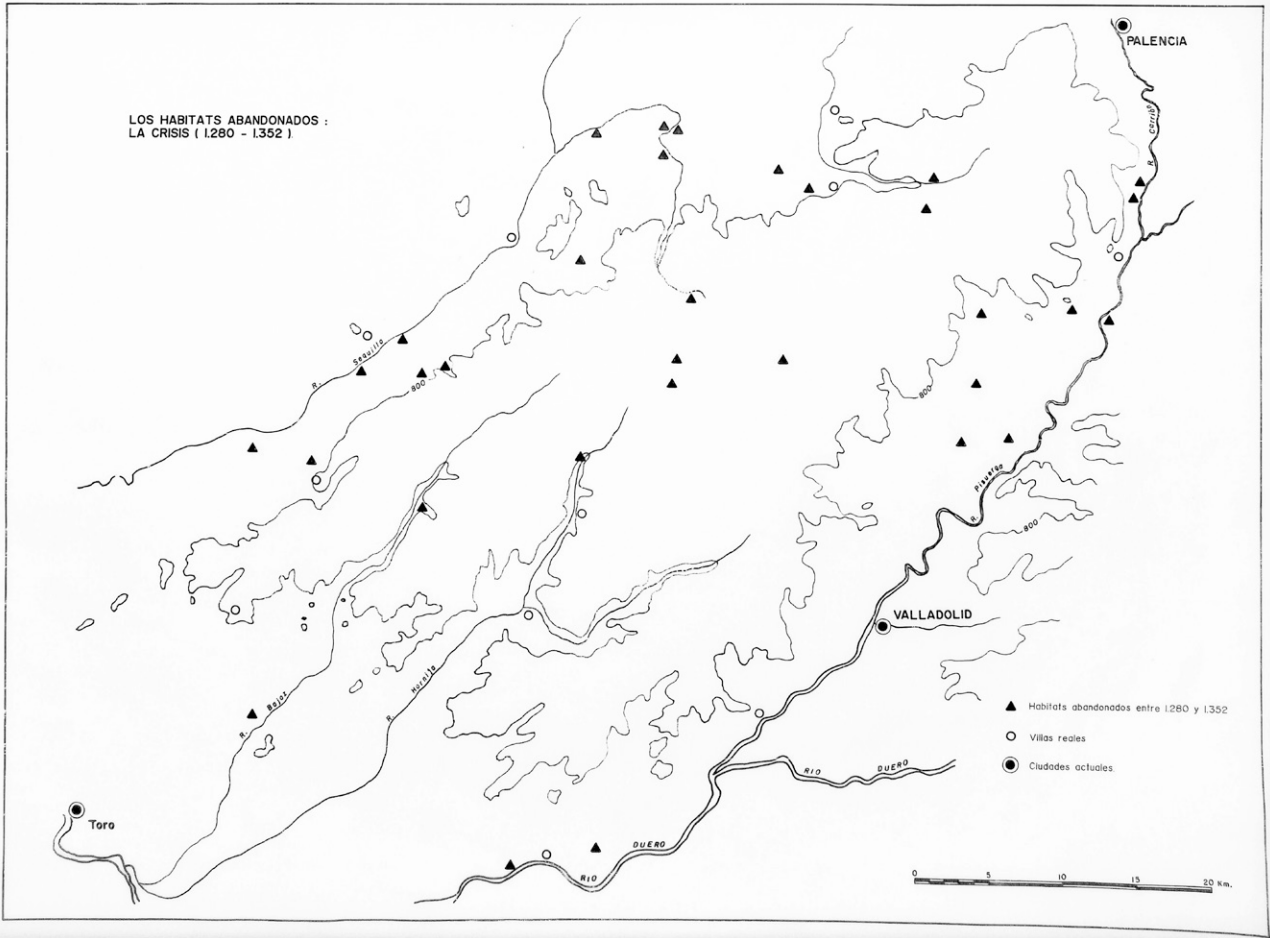 PALENCIA
LOS HABITATS ABANDONADOS :
LA CRISIS ( 1.280 - 1.352 )
R. Carrión
R. Sequillo
800
800
R. Pisuerga
800
VALLADOLID
R. Hornija
R. Bajoz
▲ Habitats abandonados entre 1.280 y 1.352
○ Villas reales
Ciudades actuales.
RIO DUERO
Toro
RIO DUERO
0 5 10 15 20 Km.